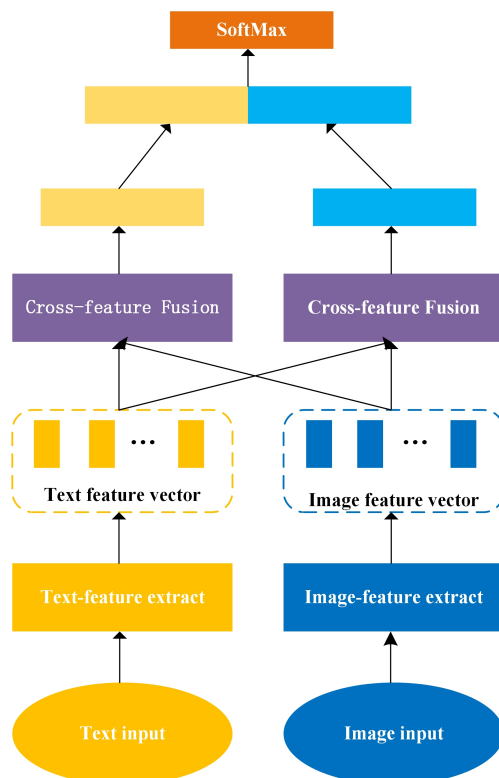 SoftMax
Cross-feature Fusion
Cross-feature Fusion
...
...
Text feature vector
Image feature vector
Text-feature extract
Image-feature extract
Text input
Image input